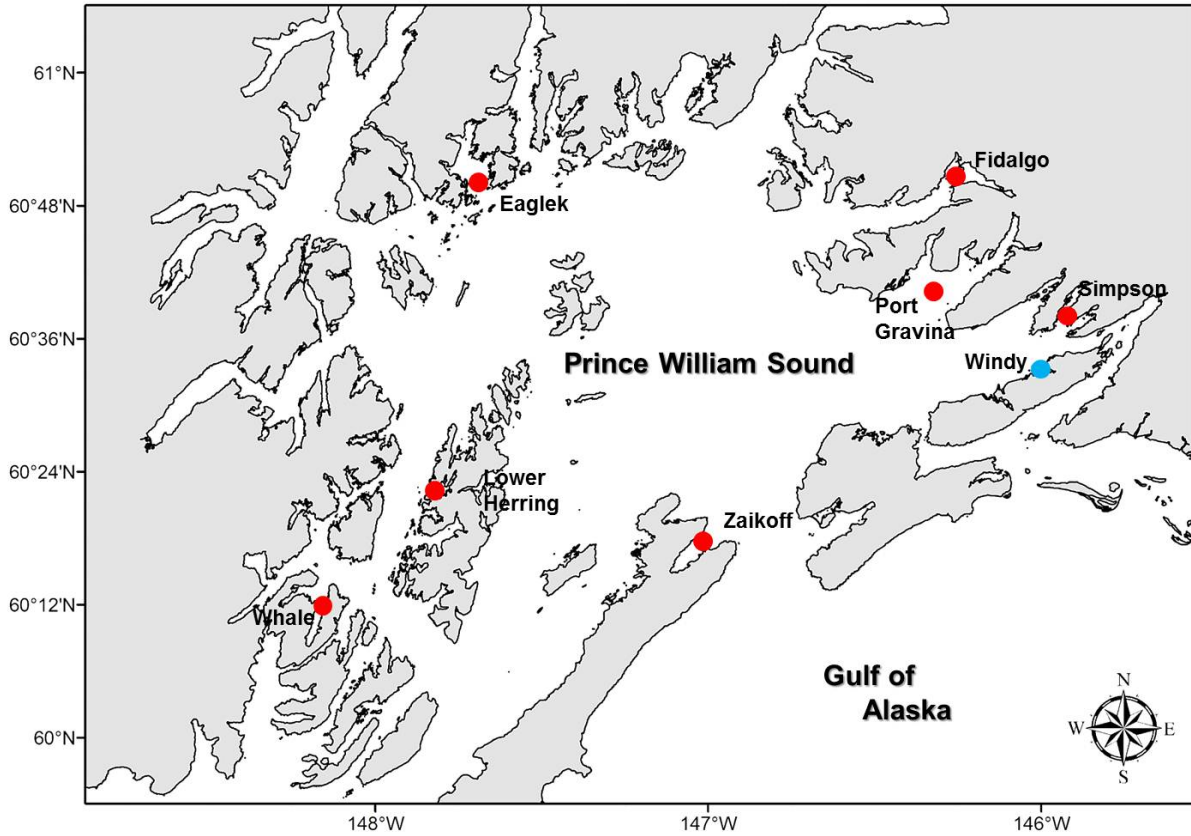 61°N
Fidalgo
Eaglek
60°48'N
Simpson
Port
Gravina
60°36'N
Windy
Prince William Sound
60°24'N
Lower
Herring
Zaikoff
60°12'N
Whale
Gulf of
Alaska
N
W
E
S
60°N
148°W
147°W
146°W